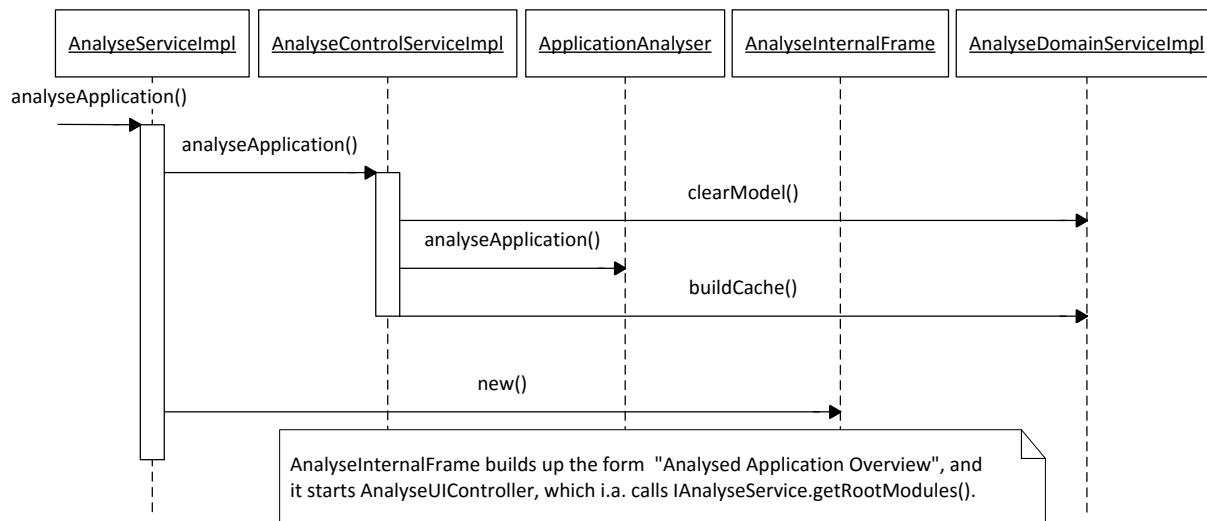 AnalyseServiceImpl
AnalyseControlServiceImpl
ApplicationAnalyser
AnalyseInternalFrame
AnalyseDomainServiceImpl
analyseApplication()
analyseApplication()
clearModel()
analyseApplication()
buildCache()
new()
AnalyseInternalFrame builds up the form "Analysed Application Overview", and
it starts AnalyseUIController, which i.a. calls IAnalyseService.getRootModules().